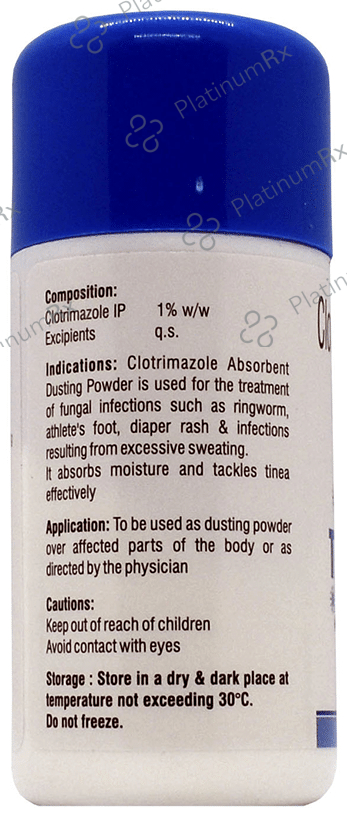 PlatinumRx
PlatinumRx
PlatinumRx
PlatinumRx
Composition:
Clotrimazole IP 1% w/w
Excipients q.s.
Indications: Clotrimazole Absorbent
Dusting Powder is used for the treatment
of fungal infections such as ringworm,
athlete's foot, diaper rash & infections
resulting from excessive sweating.
It absorbs moisture and tackles tinea
effectively
Application: To be used as dusting powder
over affected parts of the body or as
directed by the physician
Cautions:
Keep out of reach of children
Avoid contact with eyes
Storage : Store in a dry & dark place at
temperature not exceeding 30°C.
Do not freeze.